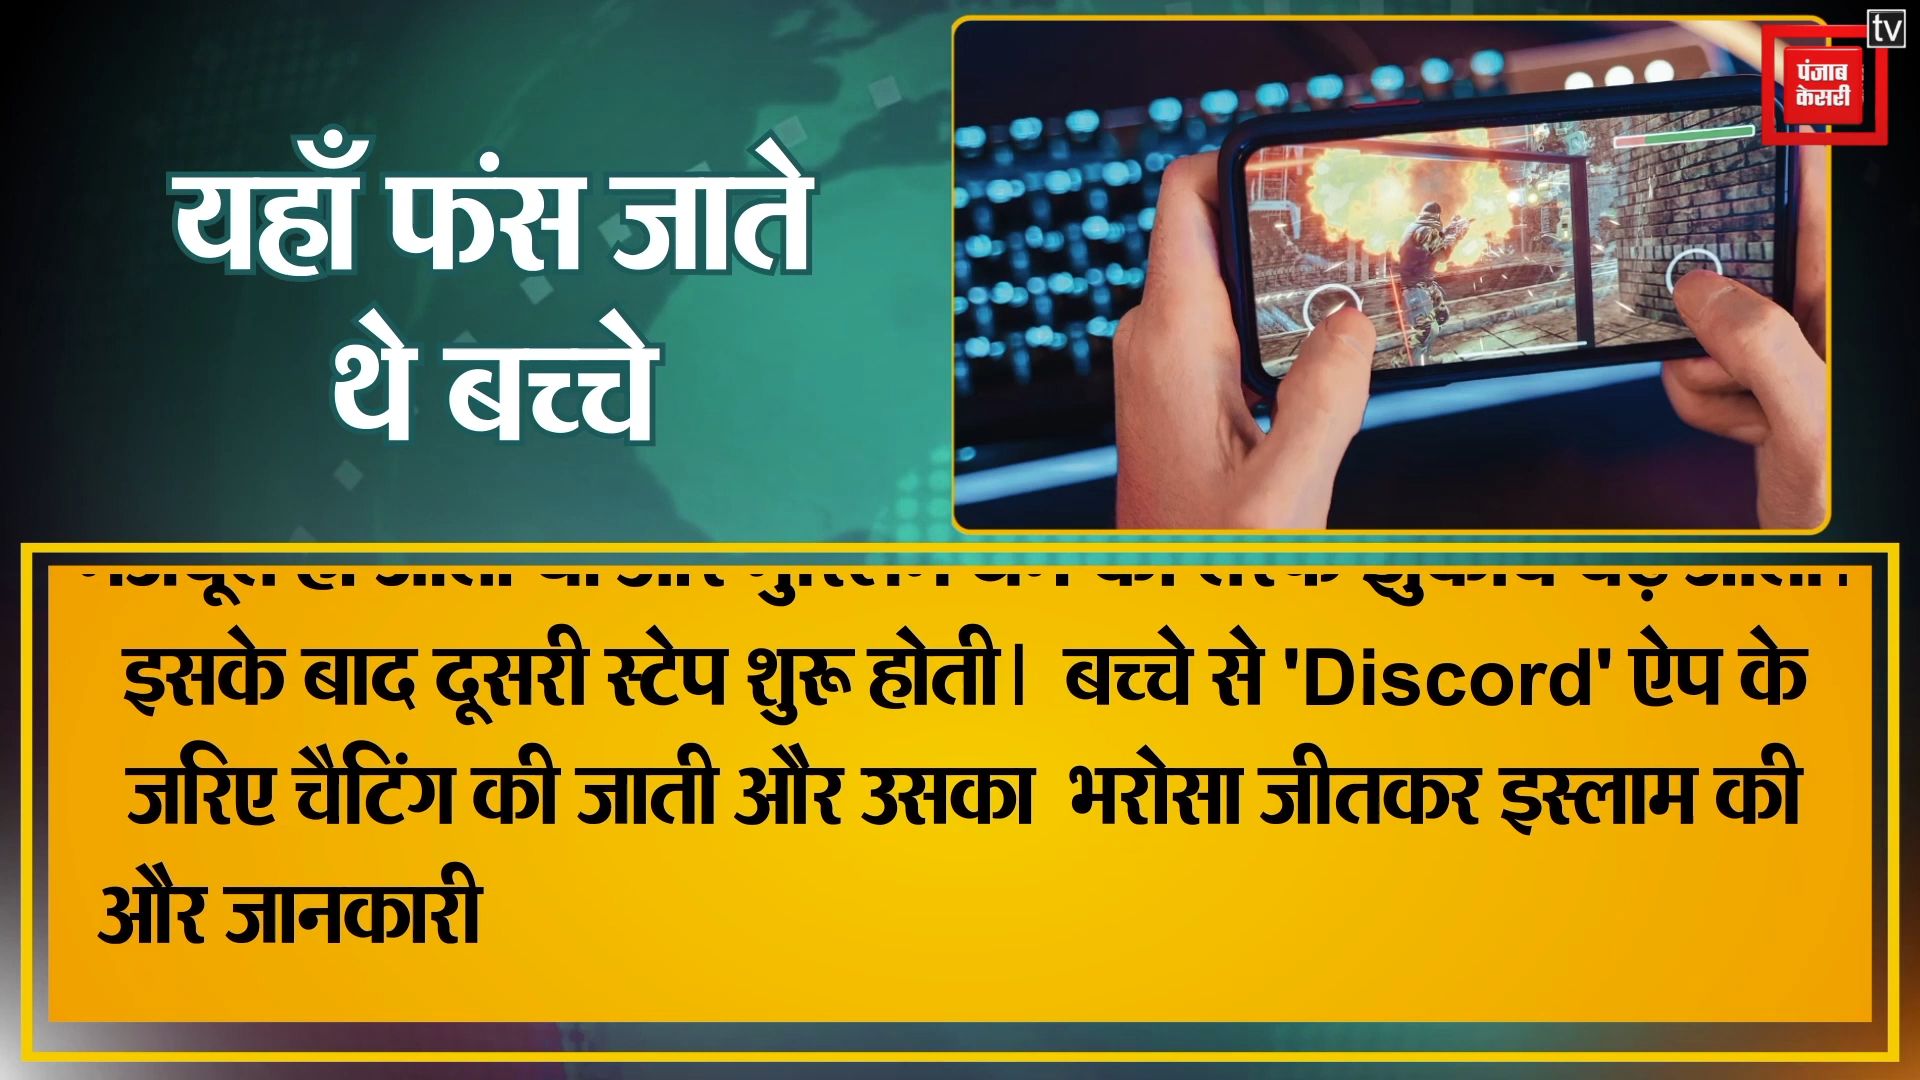 tv
पंजाब
केसरी
यहाँ फंस जाते
थे बच्चे
इसके बाद दूसरी स्टेप शुरू होती। बच्चे से 'Discord' ऐप के
जरिए चैटिंग की जाती और उसका भरोसा जीतकर इस्लाम की
और जानकारी